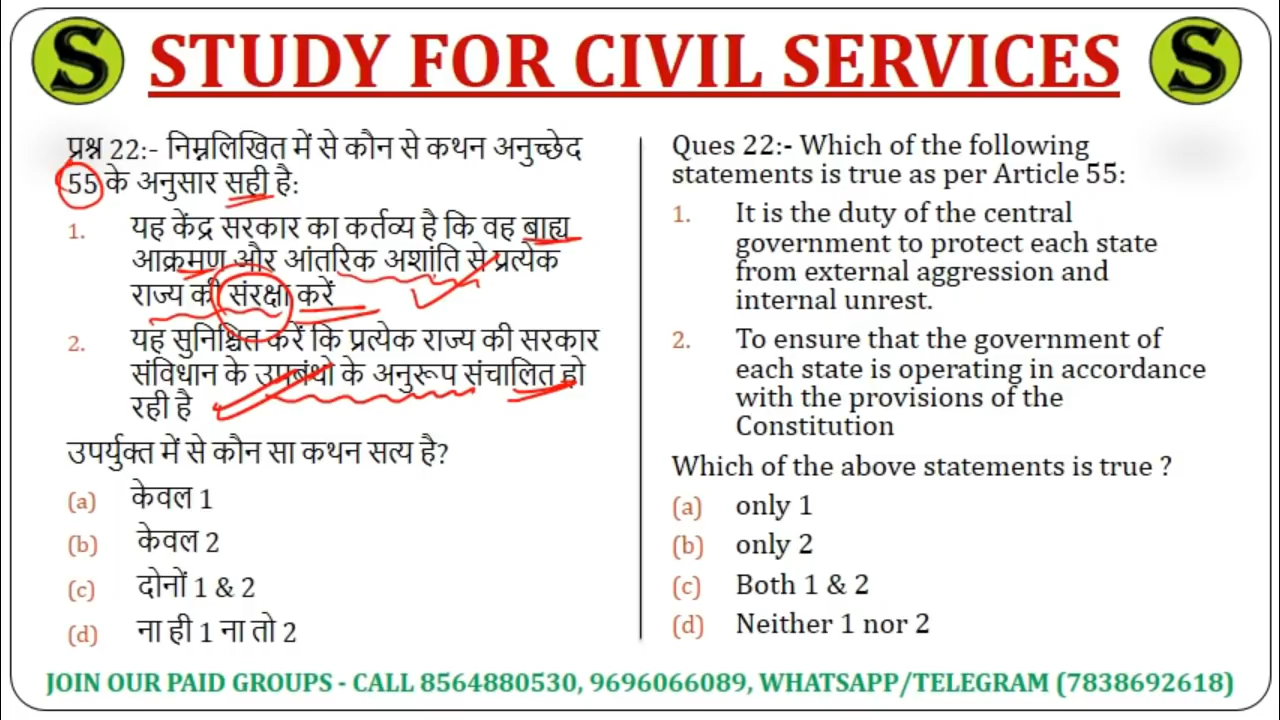 S STUDY FOR CIVIL SERVICES S
प्रश्न 22:- निम्नलिखित में से कौन से कथन अनुच्छेद
55 के अनुसार सही है:
1. यह केंद्र सरकार का कर्तव्य है कि वह बाह्य
आक्रमण और आंतरिक अशांति से प्रत्येक
राज्य की संरक्षा करें
2. यह सुनिश्चित करें कि प्रत्येक राज्य की सरकार
संविधान के उपबंधो के अनुरूप संचालित हो
रही है
उपर्युक्त में से कौन सा कथन सत्य है?
(a) केवल 1
(b) केवल 2
(c) दोनों 1 & 2
(d) ना ही 1 ना तो 2
Ques 22:- Which of the following
statements is true as per Article 55:
1. It is the duty of the central
government to protect each state
from external aggression and
internal unrest.
2. To ensure that the government of
each state is operating in accordance
with the provisions of the
Constitution
Which of the above statements is true ?
(a) only 1
(b) only 2
(c) Both 1 & 2
(d) Neither 1 nor 2
JOIN OUR PAID GROUPS - CALL 8564880530, 9696066089, WHATSAPP/TELEGRAM (7838692618)